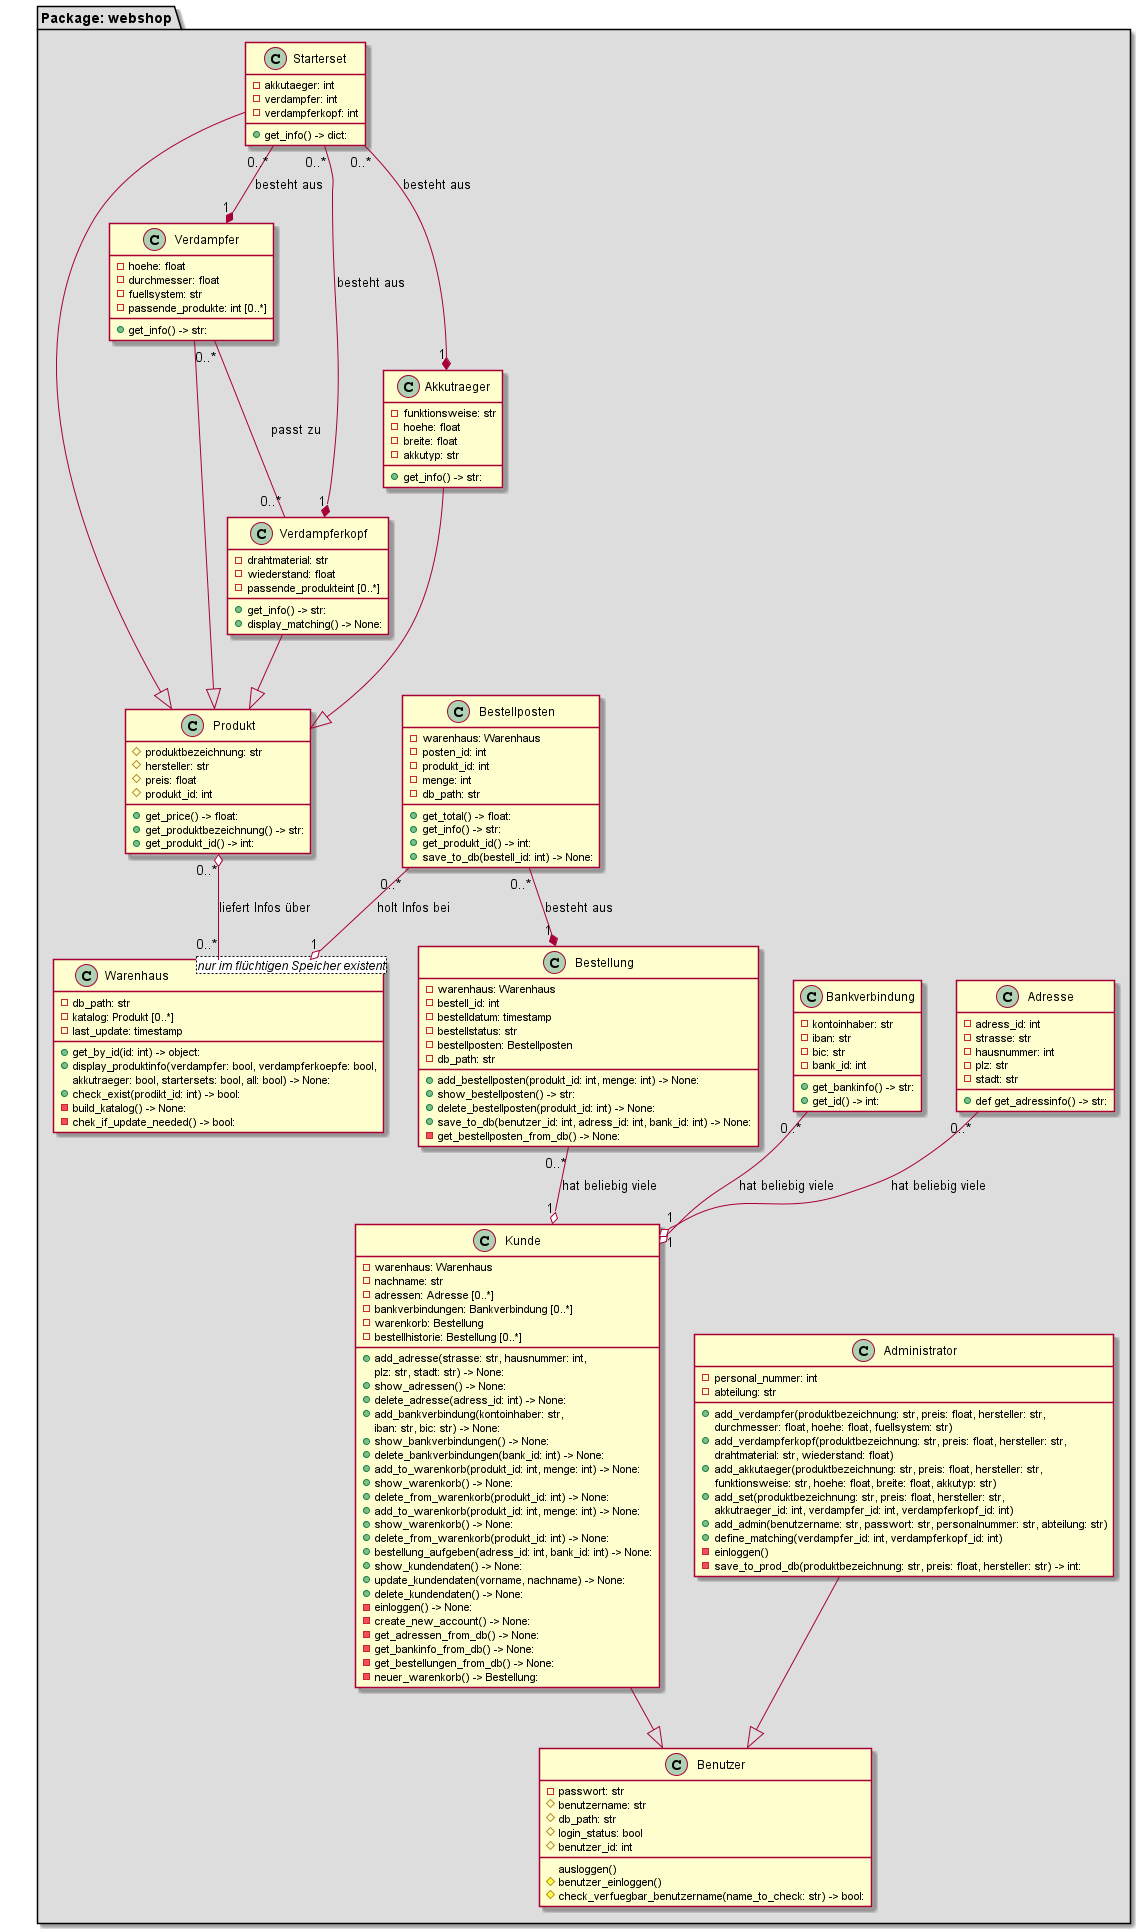 Package: webshop
C Starterset
akkutaeger: int
verdampfer: int
verdampferkopf: int
get_info() -> dict:
0..*
0..*
0..*
besteht aus
besteht aus
1
C Verdampfer
hoehe: float
durchmesser: float
fuellsystem: str
passende_produkte: int [0..*]
get_info() -> str:
besteht aus
0..*
1
C Akkutraeger
funktionsweise: str
hoehe: float
breite: float
akkutyp: str
get_info() -> str:
passt zu
0..*
1
C Verdampferkopf
drahtmaterial: str
wiederstand: float
passende_produkteint [0..*]
get_info() -> str:
display_matching() -> None:
C Produkt
produktbezeichnung: str
hersteller: str
preis: float
produkt_id: int
get_price() -> float:
get_produktbezeichnung() -> str:
get_produkt_id() -> int:
C Bestellposten
warenhaus: Warenhaus
posten_id: int
produkt_id: int
menge: int
db_path: str
get_total() -> float:
get_info() -> str:
get_produkt_id() -> int:
save_to_db(bestell_id: int) -> None:
0..*
0..*
0..*
liefert Infos über
holt Infos bei
besteht aus
0..*
1
1
C Warenhaus
nur im flüchtigen Speicher existent
db_path: str
katalog: Produkt [0..*]
last_update: timestamp
get_by_id(id: int) -> object:
display_produktinfo(verdampfer: bool, verdampferkoepfe: bool,
akkutraeger: bool, startersets: bool, all: bool) -> None:
check_exist(prodikt_id: int) -> bool:
build_katalog() -> None:
chek_if_update_needed() -> bool:
C Bestellung
warenhaus: Warenhaus
bestell_id: int
bestelldatum: timestamp
bestellstatus: str
bestellposten: Bestellposten
db_path: str
add_bestellposten(produkt_id: int, menge: int) -> None:
show_bestellposten() -> str:
delete_bestellposten(produkt_id: int) -> None:
save_to_db(benutzer_id: int, adress_id: int, bank_id: int) -> None:
get_bestellposten_from_db() -> None:
C Bankverbindung
kontoinhaber: str
iban: str
bic: str
bank_id: int
get_bankinfo() -> str:
get_id() -> int:
C Adresse
adress_id: int
strasse: str
hausnummer: int
plz: str
stadt: str
def get_adressinfo() -> str:
0..*
0..*
0..*
hat beliebig viele
hat beliebig viele
hat beliebig viele
1
1
1
C Kunde
warenhaus: Warenhaus
nachname: str
adressen: Adresse [0..*]
bankverbindungen: Bankverbindung [0..*]
warenkorb: Bestellung
bestellhistorie: Bestellung [0..*]
add_adresse(strasse: str, hausnummer: int,
plz: str, stadt: str) -> None:
show_adressen() -> None:
delete_adresse(adress_id: int) -> None:
add_bankverbindung(kontoinhaber: str,
iban: str, bic: str) -> None:
show_bankverbindungen() -> None:
delete_bankverbindungen(bank_id: int) -> None:
add_to_warenkorb(produkt_id: int, menge: int) -> None:
show_warenkorb() -> None:
delete_from_warenkorb(produkt_id: int) -> None:
add_to_warenkorb(produkt_id: int, menge: int) -> None:
show_warenkorb() -> None:
delete_from_warenkorb(produkt_id: int) -> None:
bestellung_aufgeben(adress_id: int, bank_id: int) -> None:
show_kundendaten() -> None:
update_kundendaten(vorname, nachname) -> None:
delete_kundendaten() -> None:
einloggen() -> None:
create_new_account() -> None:
get_adressen_from_db() -> None:
get_bankinfo_from_db() -> None:
get_bestellungen_from_db() -> None:
neuer_warenkorb() -> Bestellung:
C Administrator
personal_nummer: int
abteilung: str
add_verdampfer(produktbezeichnung: str, preis: float, hersteller: str,
durchmesser: float, hoehe: float, fuellsystem: str)
add_verdampferkopf(produktbezeichnung: str, preis: float, hersteller: str,
drahtmaterial: str, wiederstand: float)
add_akkutaeger(produktbezeichnung: str, preis: float, hersteller: str,
funktionsweise: str, hoehe: float, breite: float, akkutyp: str)
add_set(produktbezeichnung: str, preis: float, hersteller: str,
akkutraeger_id: int, verdampfer_id: int, verdampferkopf_id: int)
add_admin(benutzername: str, passwort: str, personalnummer: str, abteilung: str)
define_matching(verdampfer_id: int, verdampferkopf_id: int)
einloggen()
save_to_prod_db(produktbezeichnung: str, preis: float, hersteller: str) -> int:
C Benutzer
passwort: str
benutzername: str
db_path: str
login_status: bool
benutzer_id: int
ausloggen()
benutzer_einloggen()
check_verfuegbar_benutzername(name_to_check: str) -> bool: